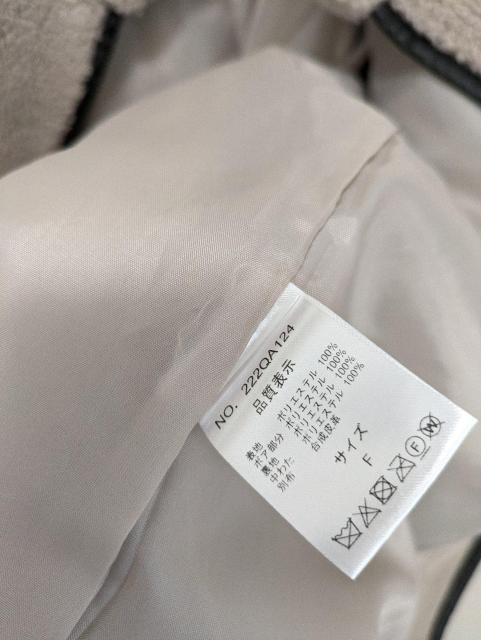 NO. 222QA124
品質表示
表地 ポリエステル 100%
ボア部分 ポリエステル 100%
裏地 ポリエステル 100%
中わた ポリエステル 100%
別布 合成皮革
サイズ
F
F W